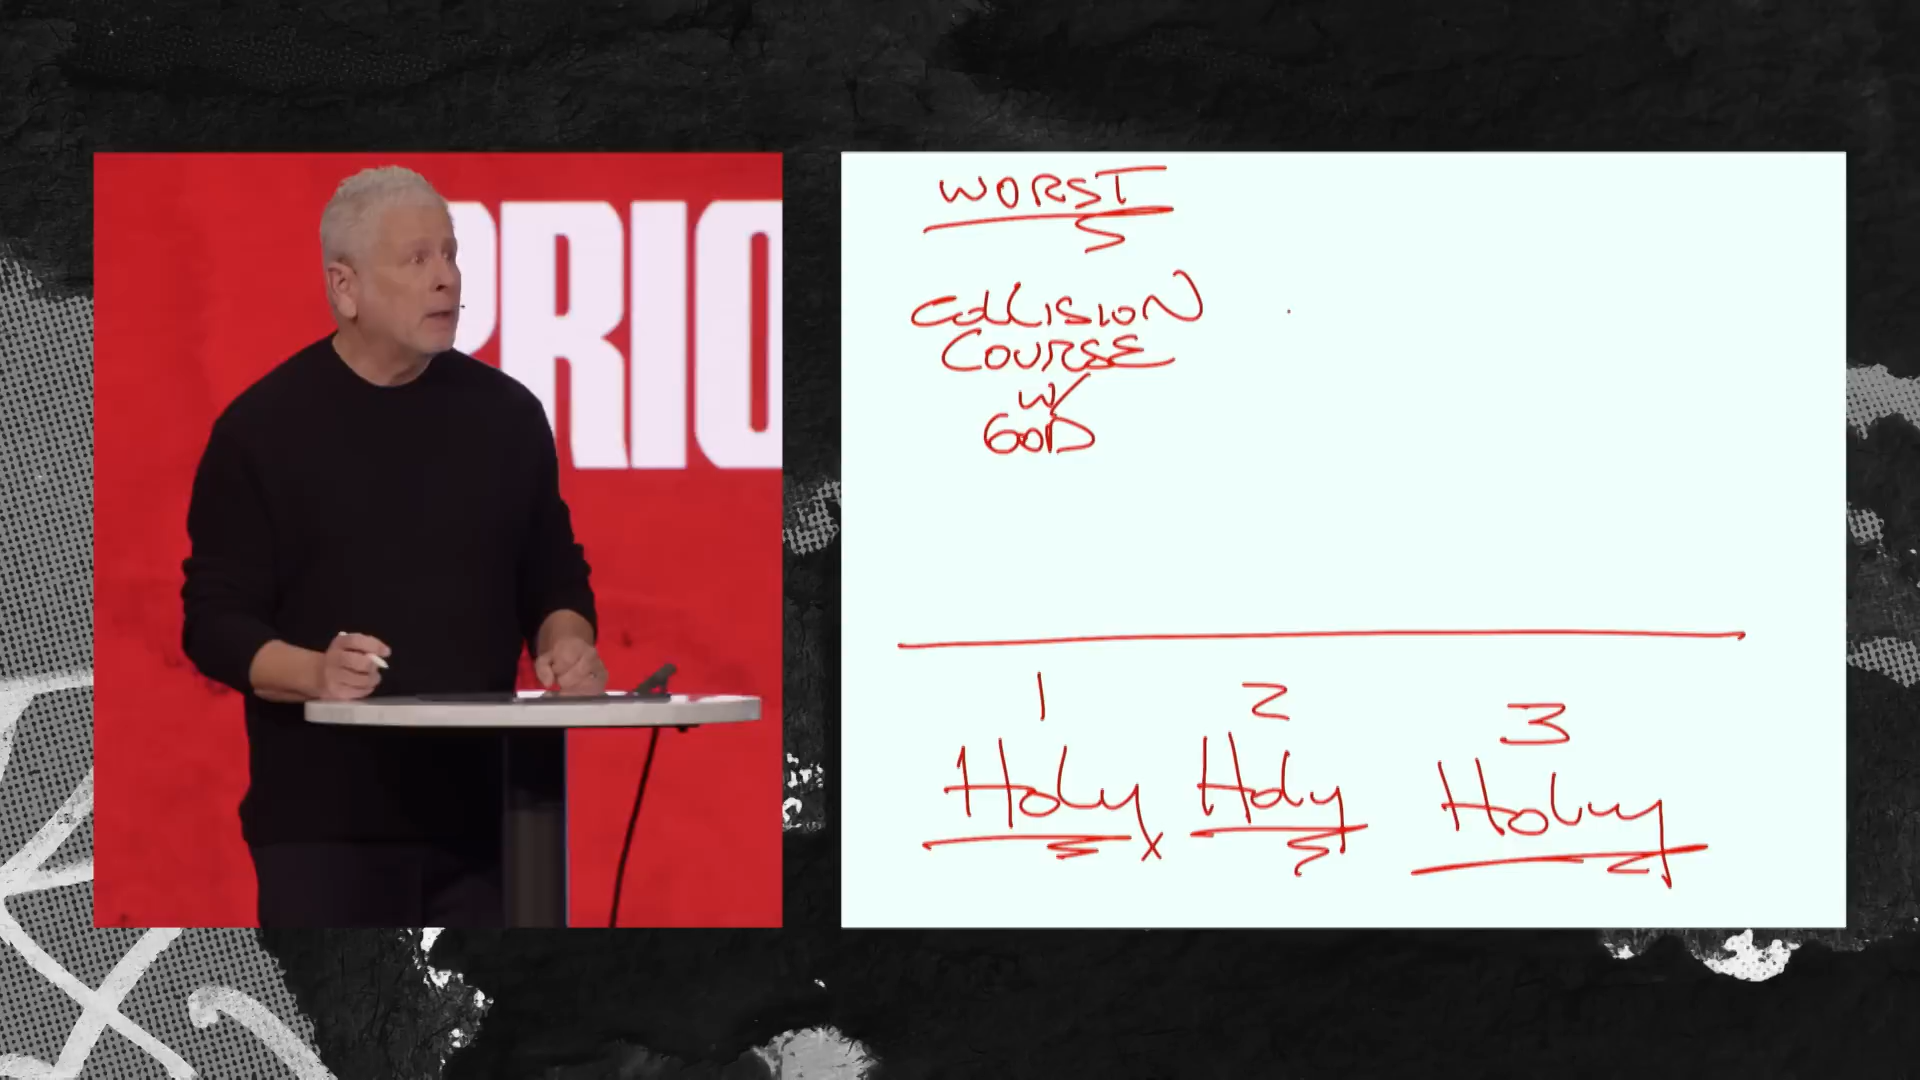 PRIO
WORST
COLLISION
COURSE
W/
GOD
1 2 3
Holy Holy Holy
x